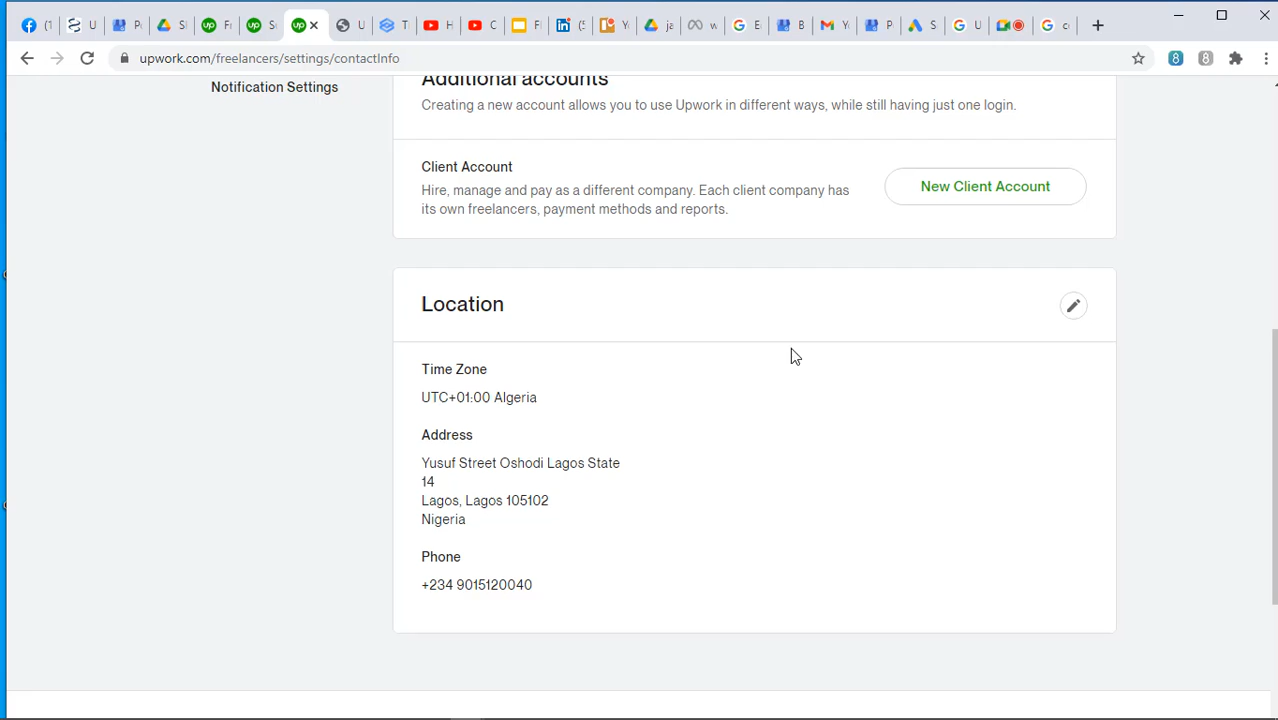 (1
U
P
S
F
S
U
T
H
C
F
(5
Y
ja
w
E
B
Y
P
S
U
c
upwork.com/freelancers/settings/contactInfo
Notification Settings
Additional accounts
Creating a new account allows you to use Upwork in different ways, while still having just one login.
Client Account
Hire, manage and pay as a different company. Each client company has
its own freelancers, payment methods and reports.
New Client Account
Location
Time Zone
UTC+01:00 Algeria
Address
Yusuf Street Oshodi Lagos State
14
Lagos, Lagos 105102
Nigeria
Phone
+234 9015120040